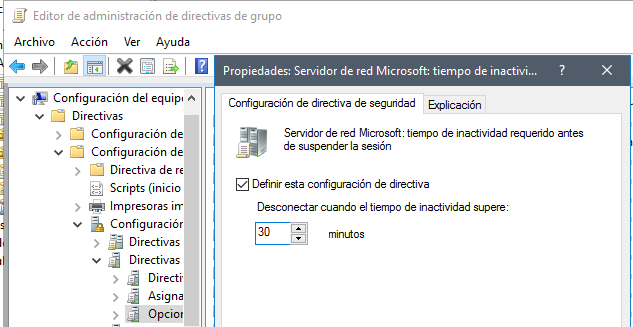 Editor de administración de directivas de grupo
Archivo Acción Ver Ayuda
Configuración del equip
Directivas
Configuración de
Configuración de
Directiva de re
Scripts (inicio
Impresoras im
Configuración
Directivas
Directivas
Directiv
Asigna
Opcion
Propiedades: Servidor de red Microsoft: tiempo de inactivi...
Configuración de directiva de seguridad
Explicación
Servidor de red Microsoft: tiempo de inactividad requerido antes
de suspender la sesión
Definir esta configuración de directiva
Desconectar cuando el tiempo de inactividad supere:
30 minutos